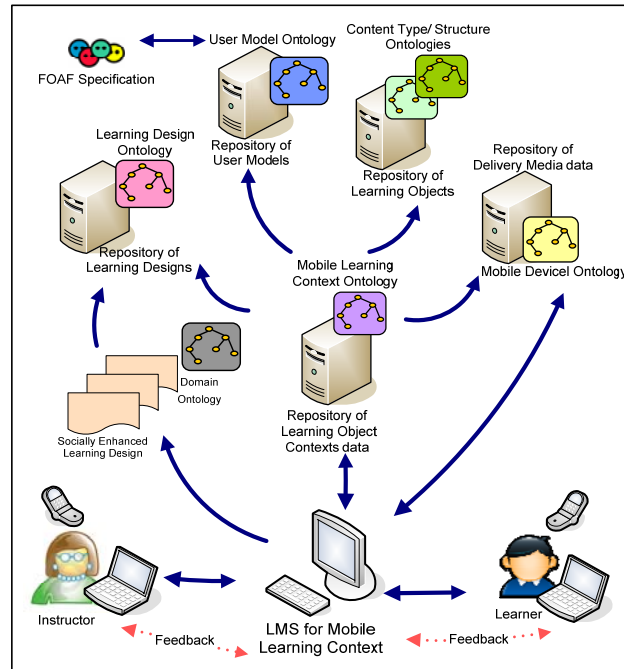 User Model Ontology
FOAF Specification
Content Type/ Structure
Ontologies
Learning Design
Ontology
Repository of
User Models
Repository of
Learning Objects
Repository of
Delivery Media data
Repository of
Learning Designs
Mobile Devicel Ontology
Mobile Learning
Context Ontology
Domain
Ontology
Socially Enhanced
Learning Design
Repository of
Learning Object
Contexts data
Instructor
Learner
Feedback
LMS for Mobile
Learning Context
Feedback